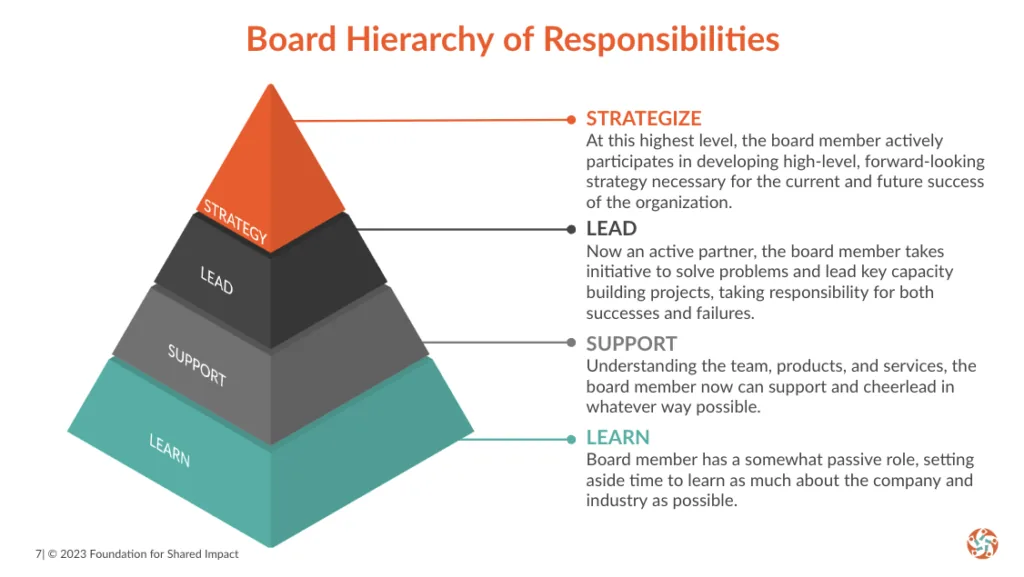 Board Hierarchy of Responsibilities
STRATEGY
LEAD
SUPPORT
LEARN
STRATEGIZE
At this highest level, the board member actively
participates in developing high-level, forward-looking
strategy necessary for the current and future success
of the organization.
LEAD
Now an active partner, the board member takes
initiative to solve problems and lead key capacity
building projects, taking responsibility for both
successes and failures.
SUPPORT
Understanding the team, products, and services, the
board member now can support and cheerlead in
whatever way possible.
LEARN
Board member has a somewhat passive role, setting
aside time to learn as much about the company and
industry as possible.
7| © 2023 Foundation for Shared Impact